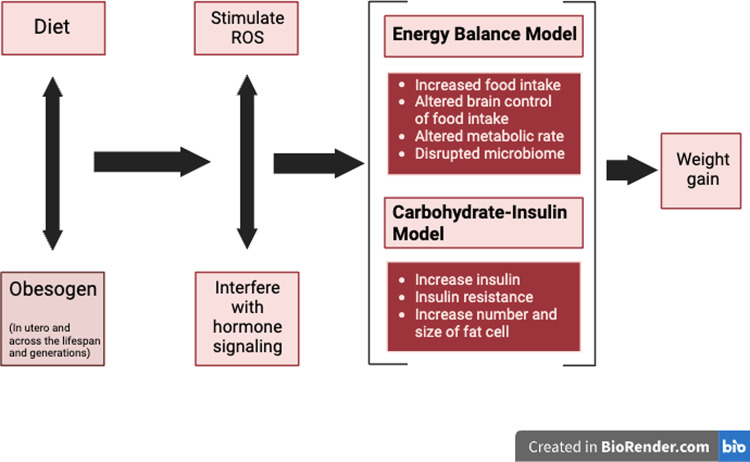 Diet
Obesogen
(In utero and
across the lifespan
and generations)
Stimulate
ROS
Interfere
with
hormone
signaling
Energy Balance Model
• Increased food intake
• Altered brain control
of food intake
• Altered metabolic rate
• Disrupted microbiome
Carbohydrate-Insulin
Model
• Increase insulin
• Insulin resistance
• Increase number and
size of fat cell
Weight
gain
Created in BioRender.com bio